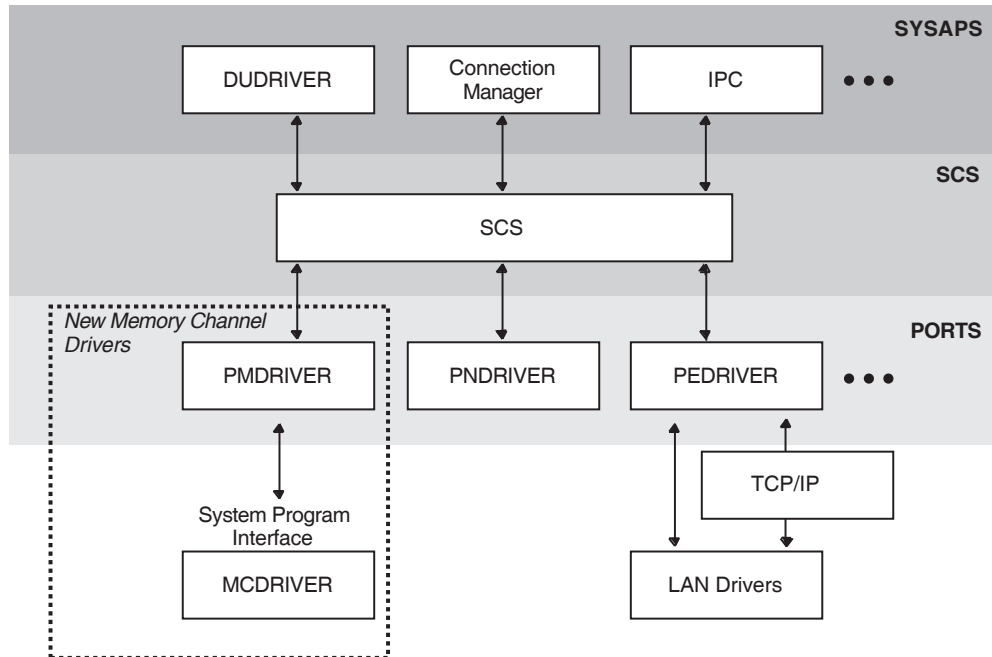 SYSAPS
DUDRIVER
Connection
Manager
IPC
SCS
SCS
New Memory Channel
Drivers
PORTS
PMDRIVER
PNDRIVER
PEDRIVER
TCP/IP
System Program
Interface
MCDRIVER
LAN Drivers